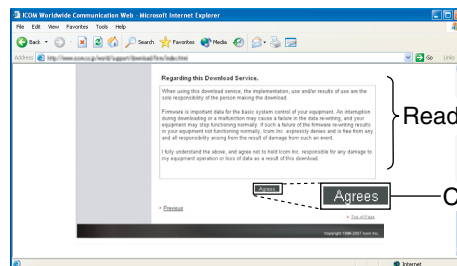 ICOM Worldwide Communication Web - Microsoft Internet Explorer
File Edit View Favorites Tools Help
Back Search Favorites Media
Address Go Links
Regarding this Download Service.
When using this download service, the implementation, use and/or results of use are the
sole responsibility of the person making the download.
Firmware is important data for the basic system control of your equipment. An interruption
during downloading or a malfunction may cause a failure in the data re-writing, and your
equipment may stop functioning normally. If such a failure of the firmware re-writing results
in your equipment not functioning normally, Icom Inc. expressly denies and is free from any
and all responsibility arising from the result of damage from such an event.
I fully understand the above, and agree not to hold Icom Inc. responsible for any damage to
my equipment operation or loss of data as a result of this download.
Read
Agrees
Agrees
C
Previous
Top of Page
Copyright 1996-2007 Icom Inc.
Internet